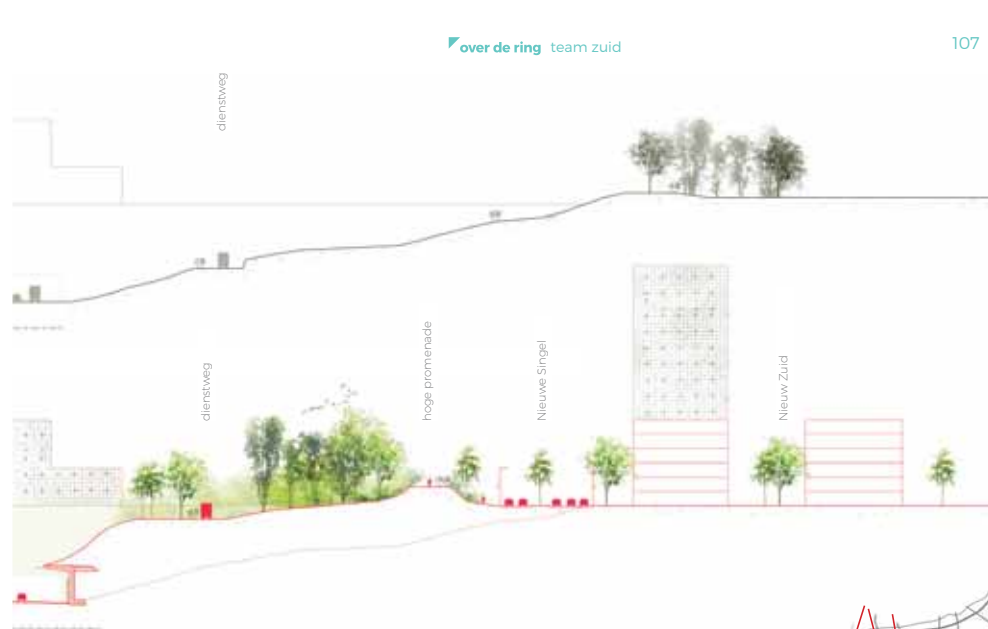 over de ring team zuid
107
dienstweg
dienstweg
hoge promenade
Nieuwe Singel
Nieuw Zuid